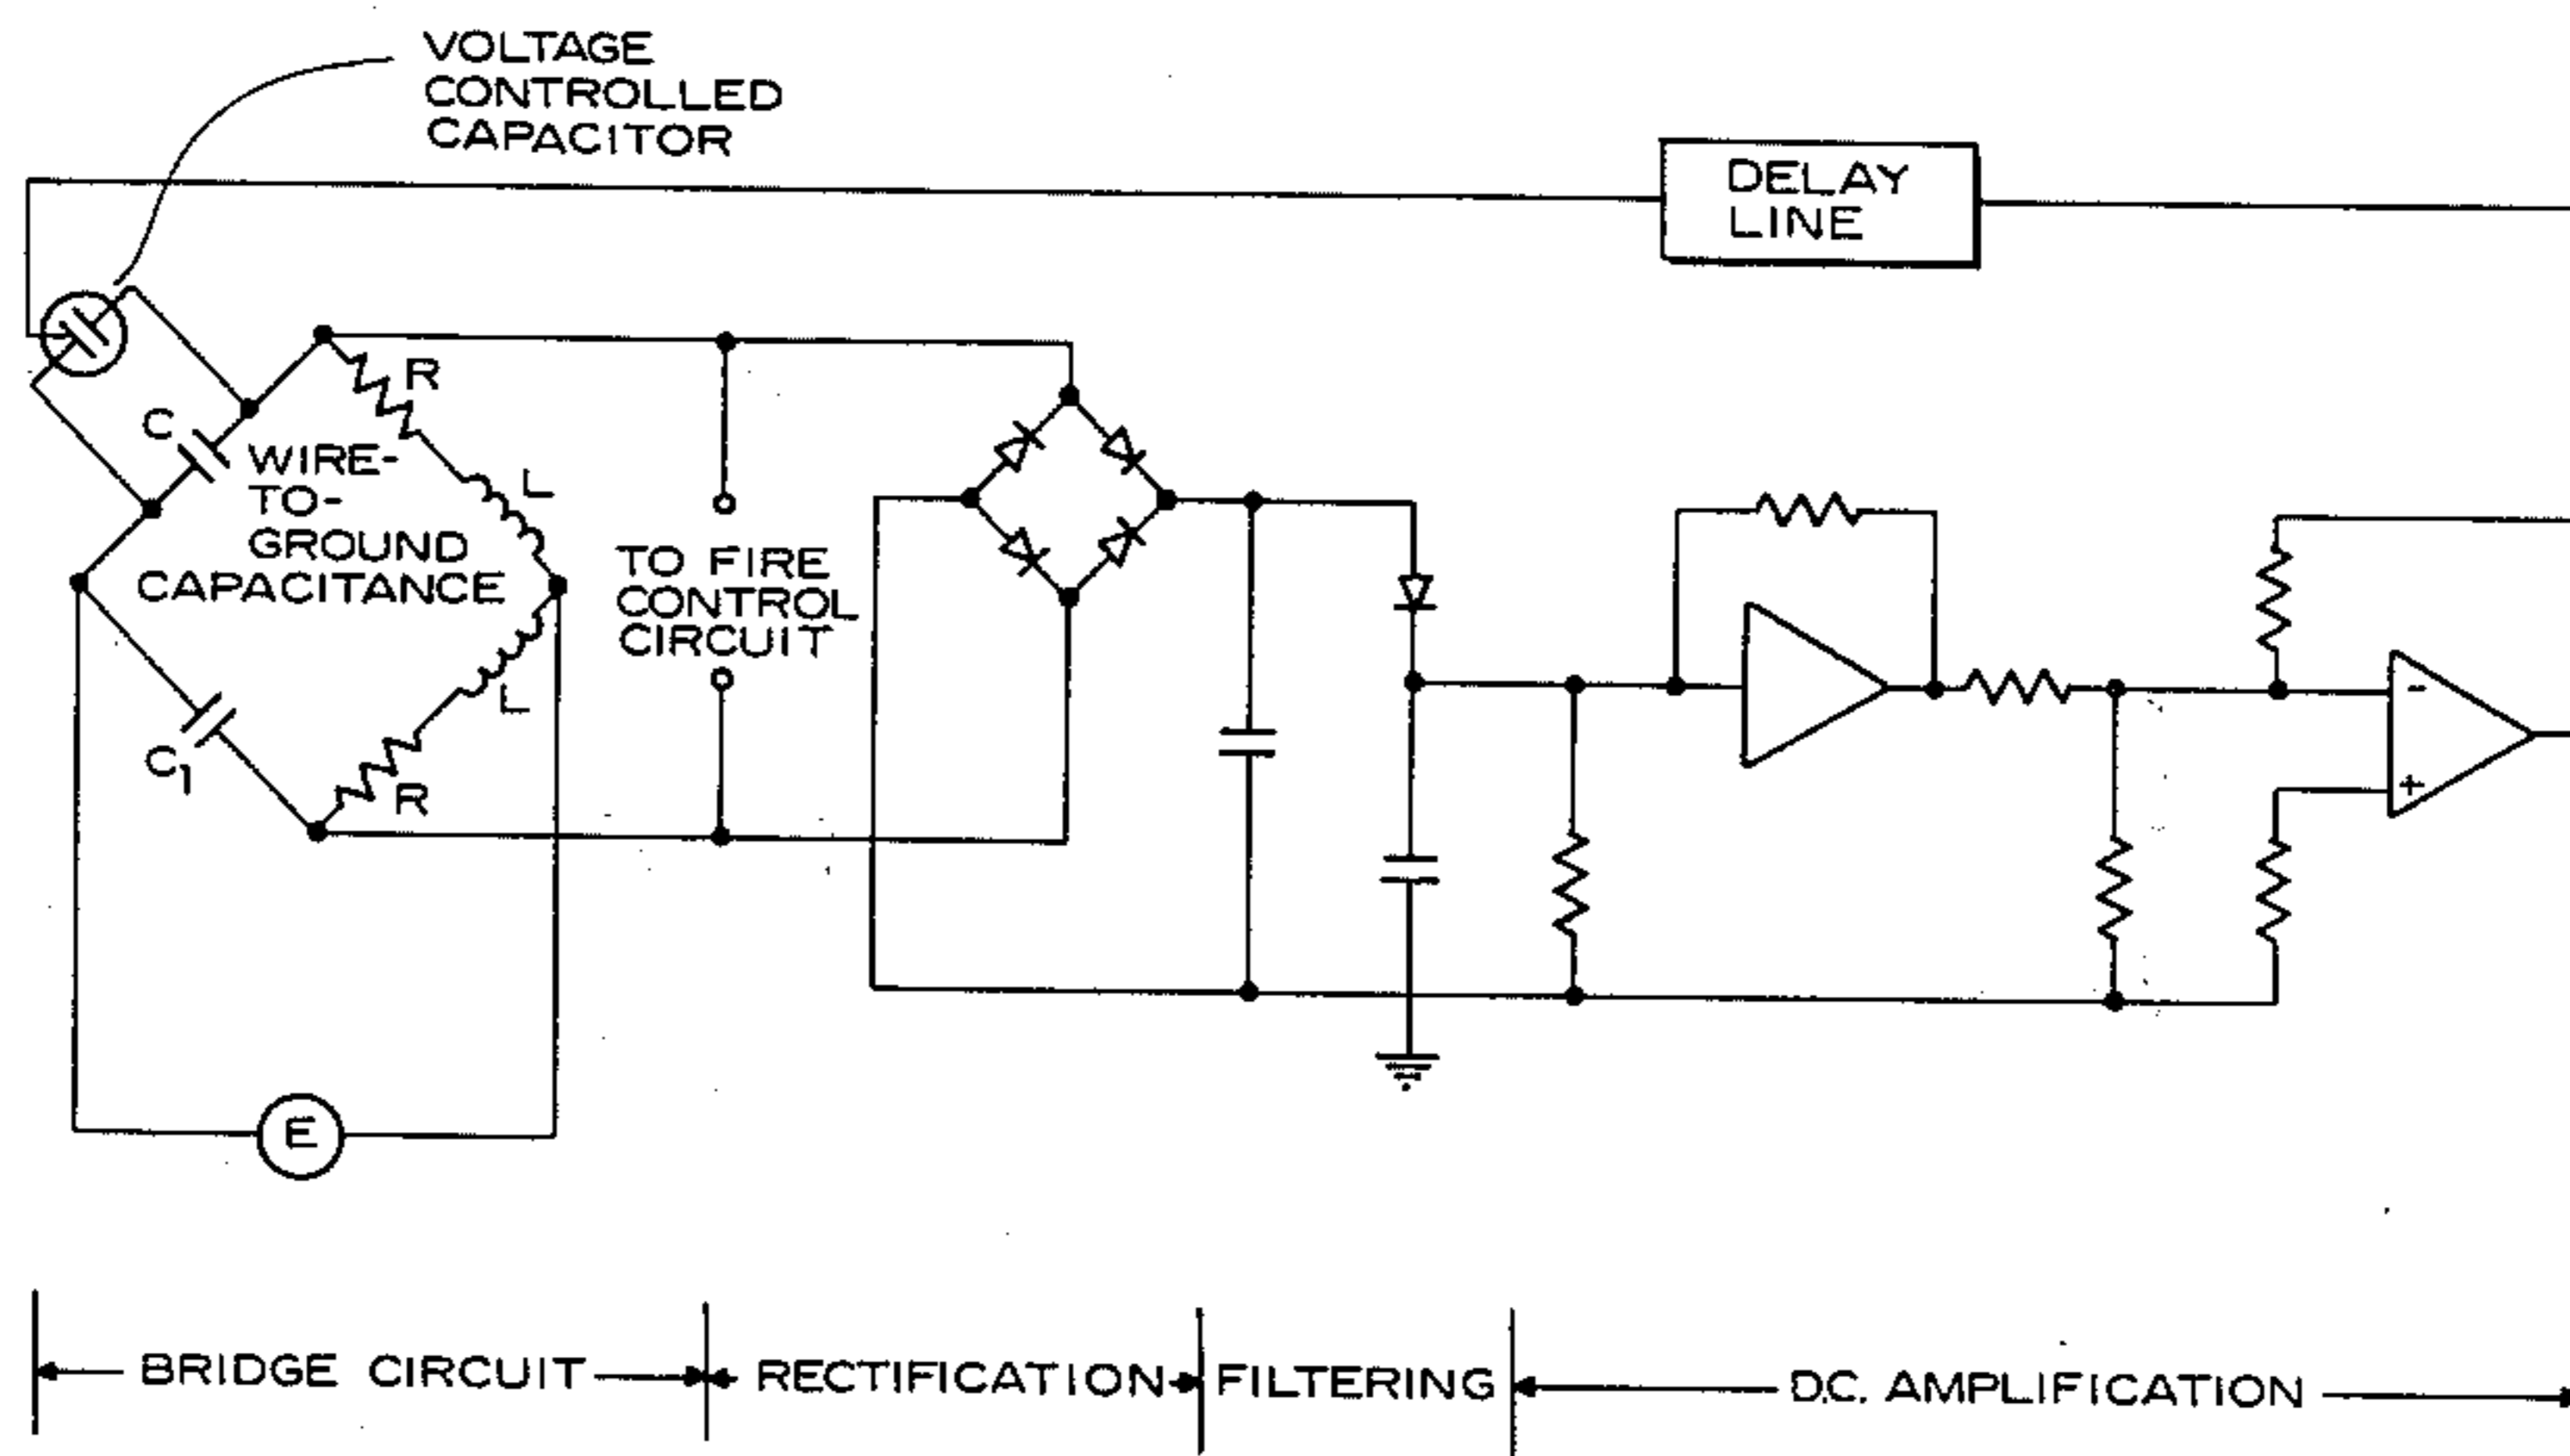 VOLTAGE
CONTROLLED
CAPACITOR
DELAY
LINE
R
C
WIRE-
TO-
GROUND
CAPACITANCE
L
TO FIRE
CONTROL
CIRCUIT
L
C1
R
-
+
E
BRIDGE CIRCUIT
RECTIFICATION
FILTERING
D.C. AMPLIFICATION